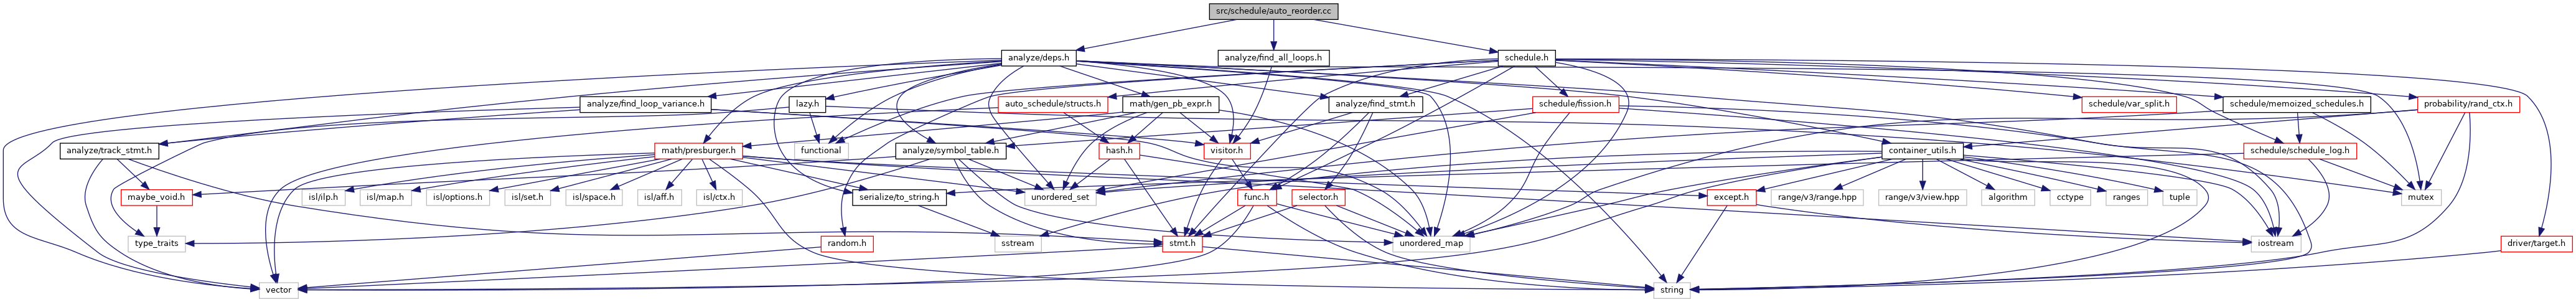 src/schedule/auto_reorder.cc
analyze/deps.h
analyze/find_all_loops.h
schedule.h
analyze/find_loop_variance.h
lazy.h
auto_schedule/structs.h
math/gen_pb_expr.h
analyze/find_stmt.h
schedule/fission.h
schedule/var_split.h
schedule/memoized_schedules.h
probability/rand_ctx.h
analyze/track_stmt.h
math/presburger.h
functional
analyze/symbol_table.h
hash.h
visitor.h
container_utils.h
schedule/schedule_log.h
maybe_void.h
isl/ilp.h
isl/map.h
isl/options.h
isl/set.h
isl/space.h
isl/aff.h
isl/ctx.h
serialize/to_string.h
unordered_set
func.h
selector.h
except.h
range/v3/range.hpp
range/v3/view.hpp
algorithm
cctype
ranges
tuple
mutex
type_traits
random.h
sstream
stmt.h
unordered_map
iostream
driver/target.h
vector
string